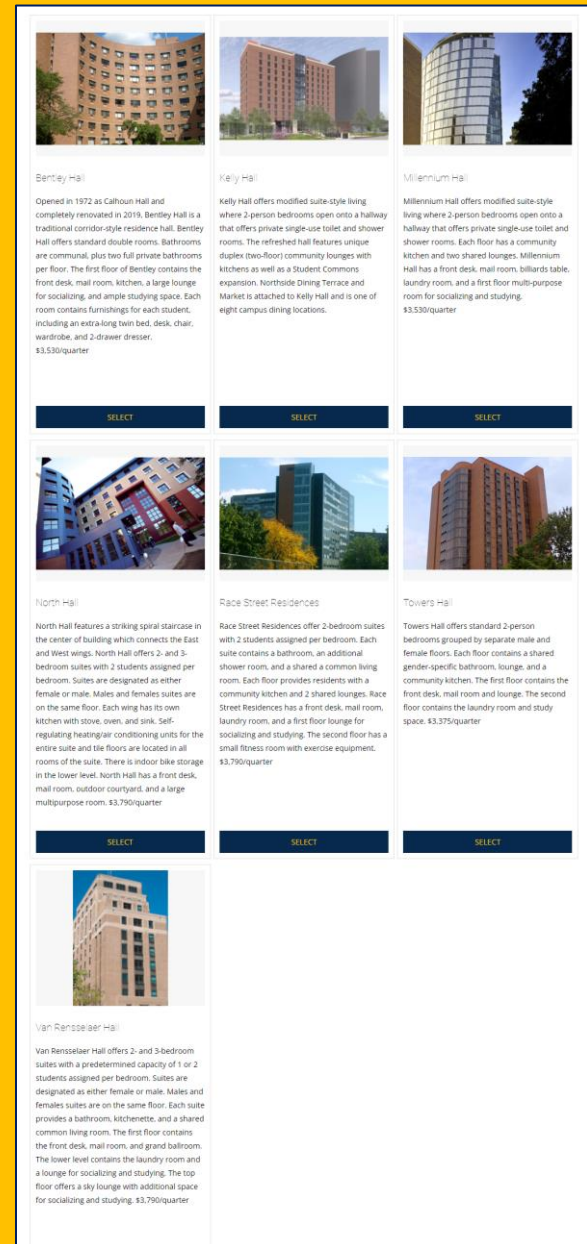 Bentley Hall
Opened in 1972 as Calhoun Hall and
completely renovated in 2019, Bentley Hall is a
traditional corridor-style residence hall. Bentley
Hall offers standard double rooms. Bathrooms
are communal, plus two full private bathrooms
per floor. The first floor of Bentley contains the
front desk, mail room, kitchen, a large lounge
for socializing, and ample studying space. Each
room contains furnishings for each student,
including an extra-long twin bed, desk, chair,
wardrobe, and 2-drawer dresser.
$3,530/quarter
SELECT
Kelly Hall
Kelly Hall offers modified suite-style living
where 2-person bedrooms open onto a hallway
that offers private single-use toilet and shower
rooms. The refreshed hall features unique
duplex (two-floor) community lounges with
kitchens as well as a Student Commons
expansion. Northside Dining Terrace and
Market is attached to Kelly Hall and is one of
eight campus dining locations.
SELECT
Millennium Hall
Millennium Hall offers modified suite-style
living where 2-person bedrooms open onto a
hallway that offers private single-use toilet and
shower rooms. Each floor has a community
kitchen and two shared lounges. Millennium
Hall has a front desk, mail room, billiards table,
laundry room, and a first floor multi-purpose
room for socializing and studying.
$3,530/quarter
SELECT
North Hall
North Hall features a striking spiral staircase in
the center of building which connects the East
and West wings. North Hall offers 2- and 3-
bedroom suites with 2 students assigned per
bedroom. Suites are designated as either
female or male. Males and females suites are
on the same floor. Each wing has its own
kitchen with stove, oven, and sink. Self-
regulating heating/air conditioning units for the
entire suite and tile floors are located in all
rooms of the suite. There is indoor bike storage
in the lower level. North Hall has a front desk,
mail room, outdoor courtyard, and a large
multipurpose room. $3,790/quarter
SELECT
Race Street Residences
Race Street Residences offer 2-bedroom suites
with 2 students assigned per bedroom. Each
suite contains a bathroom, an additional
shower room, and a shared a common living
room. Each floor provides residents with a
community kitchen and 2 shared lounges. Race
Street Residences has a front desk, mail room,
laundry room, and a first floor lounge for
socializing and studying. The second floor has a
small fitness room with exercise equipment.
$3,790/quarter
SELECT
Towers Hall
Towers Hall offers standard 2-person
bedrooms grouped by separate male and
female floors. Each floor contains a shared
gender-specific bathroom, lounge, and a
community kitchen. The first floor contains the
front desk, mail room and lounge. The second
floor contains the laundry room and study
space. $3,375/quarter
SELECT
Van Rensselaer Hall
Van Rensselaer Hall offers 2- and 3-bedroom
suites with a predetermined capacity of 1 or 2
students assigned per bedroom. Suites are
designated as either female or male. Males and
females suites are on the same floor. Each suite
provides a bathroom, kitchenette, and a shared
common living room. The first floor contains
the front desk, mail room, and grand ballroom.
The lower level contains the laundry room and
a lounge for socializing and studying. The top
floor offers a sky lounge with additional space
for socializing and studying. $3,790/quarter